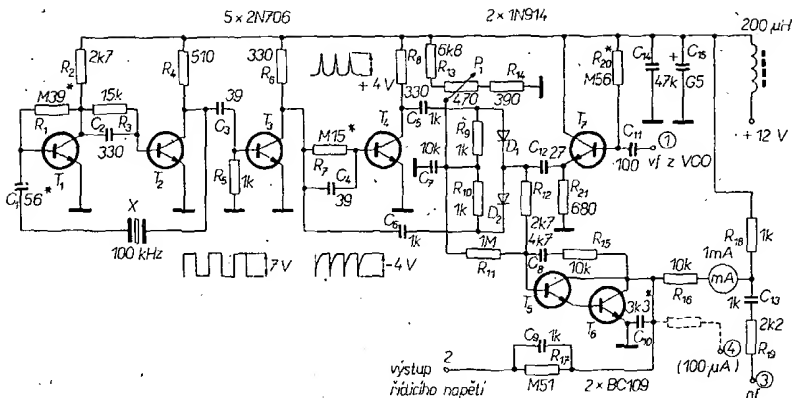 5 x 2N706
2 x 1N914
R2
2k7
R4
510
330
R6
+4V
R8
330
6k8
R13
P1
R14
470
390
R20*
M56
C14
47k
+
C15
G5
200 µH
+12 V
M39*
R1
15k
C2
R3
330
39
C3
M15*
R7
C4
39
C5
1k
R9
1k
D1
10k
C7
R10
1k
D2
C12
27
C11
100
1
vf z VCO
T1
T2
T3
T4
T7
R5
1k
C1
56*
X
100 kHz
C6
1k
R12
2k7
R21
680
7V
-4V
1M
R11
4k7
C8
R15
10k
T5
T6
3k3*
C10
10k
R16
1mA
mA
R18
1k
1k
C13
2k2
R19
4
(100 µA)
C9
1k
R17
M51
výstup
2
řídicího napětí
2 x BC109
3
nf